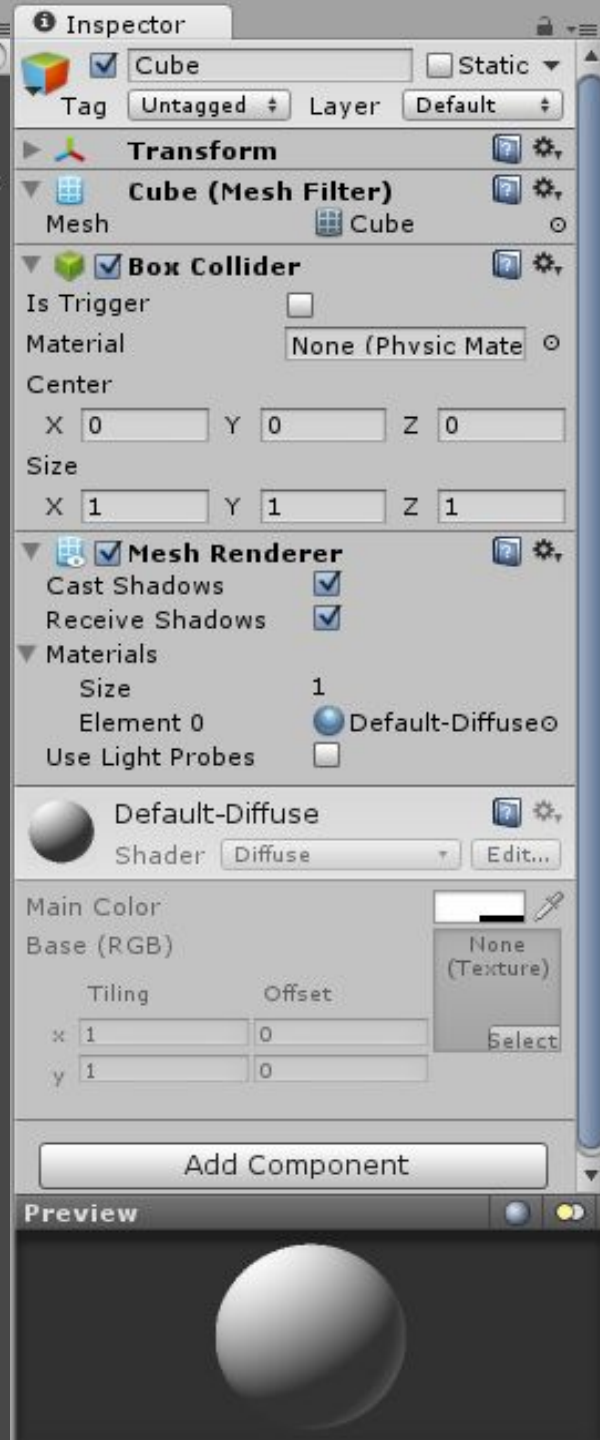 Inspector
Cube Static
Tag Untagged Layer Default
Transform
Cube (Mesh Filter)
Mesh Cube
Box Collider
Is Trigger
Material None (Physic Mate
Center
X 0 Y 0 Z 0
Size
X 1 Y 1 Z 1
Mesh Renderer
Cast Shadows
Receive Shadows
Materials
Size 1
Element 0 Default-Diffuse
Use Light Probes
Default-Diffuse
Shader Diffuse Edit...
Main Color
Base (RGB) None
(Texture)
Tiling Offset
x 1 0
Select
y 1 0
Add Component
Preview